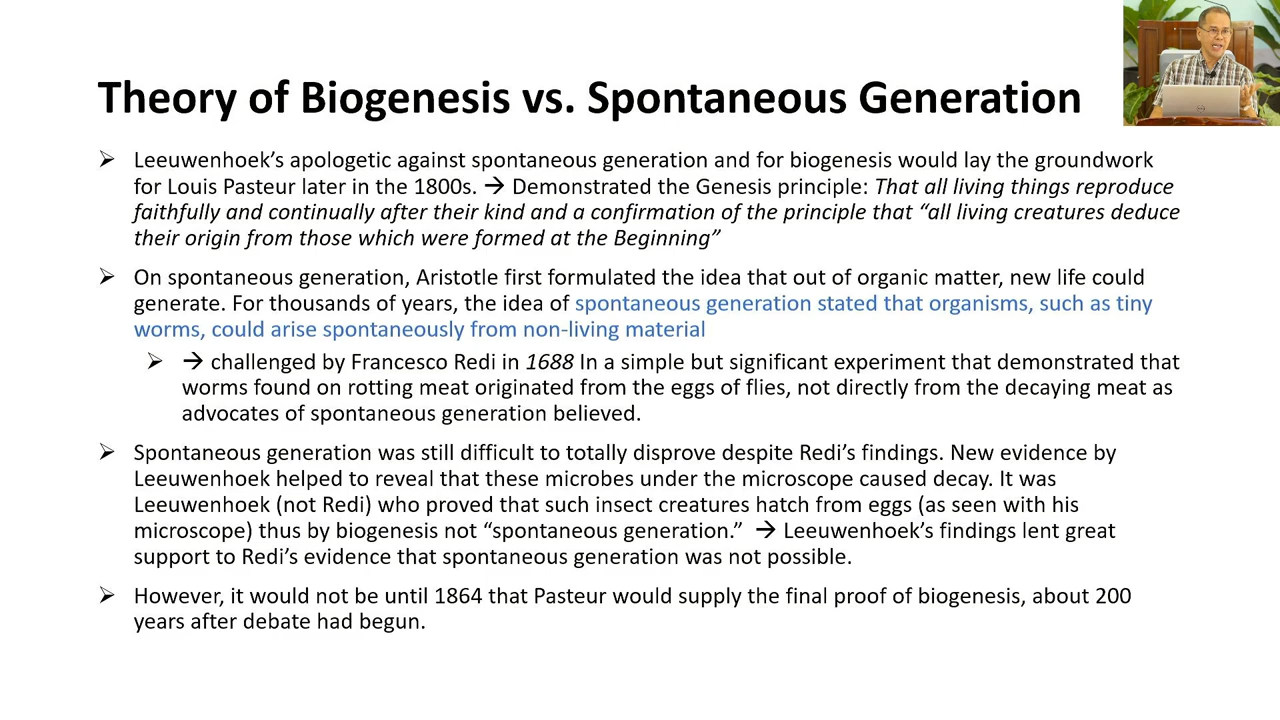 Theory of Biogenesis vs. Spontaneous Generation
➢ Leeuwenhoek's apologetic against spontaneous generation and for biogenesis would lay the groundwork
for Louis Pasteur later in the 1800s. → Demonstrated the Genesis principle: That all living things reproduce
faithfully and continually after their kind and a confirmation of the principle that “all living creatures deduce
their origin from those which were formed at the Beginning”
➢ On spontaneous generation, Aristotle first formulated the idea that out of organic matter, new life could
generate. For thousands of years, the idea of spontaneous generation stated that organisms, such as tiny
worms, could arise spontaneously from non-living material
➢ → challenged by Francesco Redi in 1688 In a simple but significant experiment that demonstrated that
worms found on rotting meat originated from the eggs of flies, not directly from the decaying meat as
advocates of spontaneous generation believed.
➢ Spontaneous generation was still difficult to totally disprove despite Redi's findings. New evidence by
Leeuwenhoek helped to reveal that these microbes under the microscope caused decay. It was
Leeuwenhoek (not Redi) who proved that such insect creatures hatch from eggs (as seen with his
microscope) thus by biogenesis not “spontaneous generation.” → Leeuwenhoek's findings lent great
support to Redi's evidence that spontaneous generation was not possible.
➢ However, it would not be until 1864 that Pasteur would supply the final proof of biogenesis, about 200
years after debate had begun.